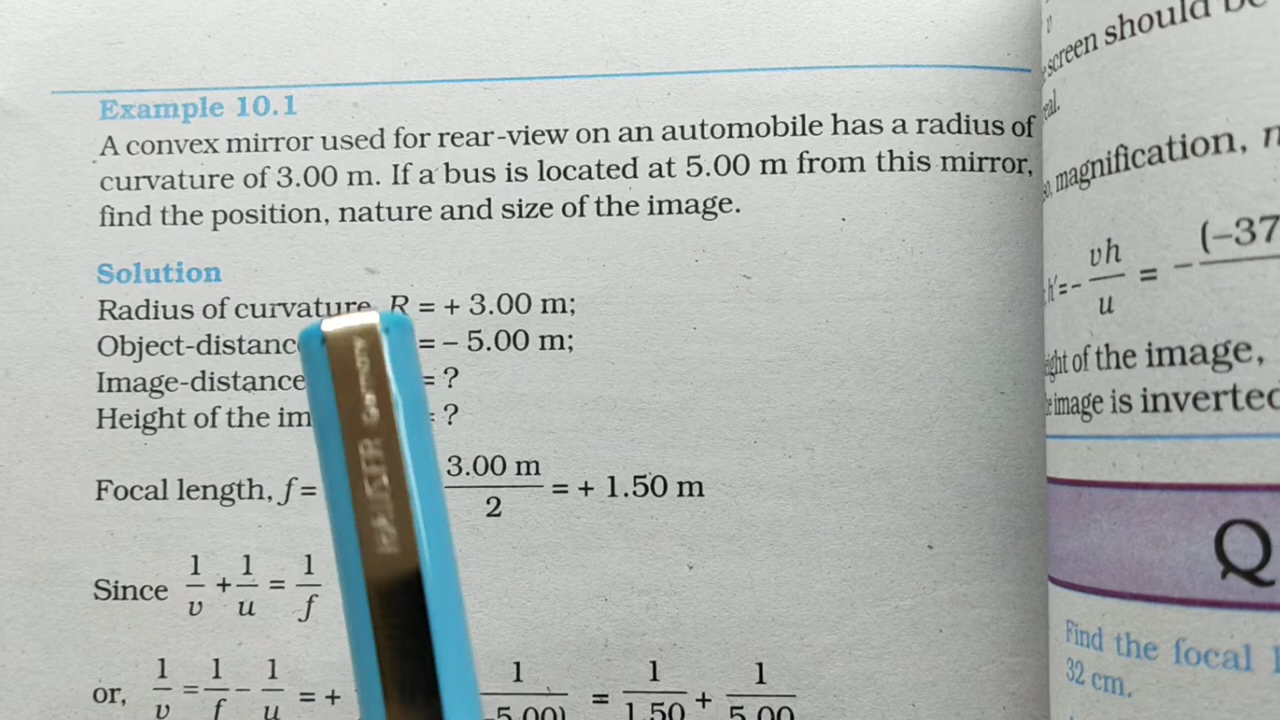 Example 10.1
A convex mirror used for rear-view on an automobile has a radius of
curvature of 3.00 m. If a bus is located at 5.00 m from this mirror,
find the position, nature and size of the image.
Solution
Radius of curvature, R = + 3.00 m;
Object-distanc = – 5.00 m;
Image-distance = ?
Height of the im = ?
Focal length, f = 3.00 m / 2 = + 1.50 m
Since 1/v + 1/u = 1/f
or, 1/v = 1/f – 1/u = + 1/ –5.00) = 1/1.50 + 1/5.00
screen should be
magnification,
h' = – vh/u = – (–37
of the image,
image is inverted
Q
Find the focal
32 cm.